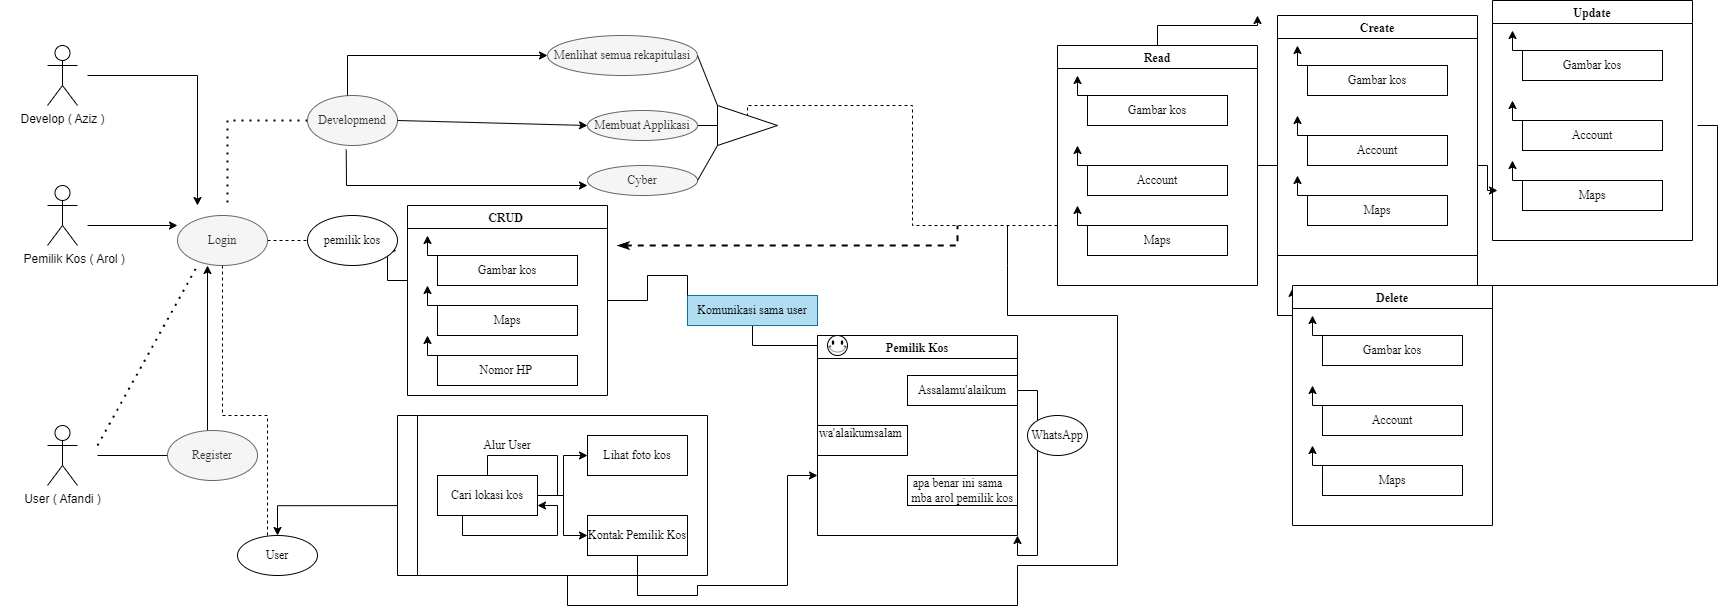 Develop ( Aziz )
Pemilik Kos ( Arol )
User ( Afandi )
Login
Register
User
Developmend
Menlihat semua rekapitulasi
Membuat Applikasi
Cyber
pemilik kos
CRUD
Gambar kos
Maps
Nomor HP
Komunikasi sama user
Alur User
Cari lokasi kos
Lihat foto kos
Kontak Pemilik Kos
Pemilik Kos
Assalamu'alaikum
wa'alaikumsalam
apa benar ini sama
mba arol pemilik kos
WhatsApp
Read
Gambar kos
Account
Maps
Create
Gambar kos
Account
Maps
Update
Gambar kos
Account
Maps
Delete
Gambar kos
Account
Maps